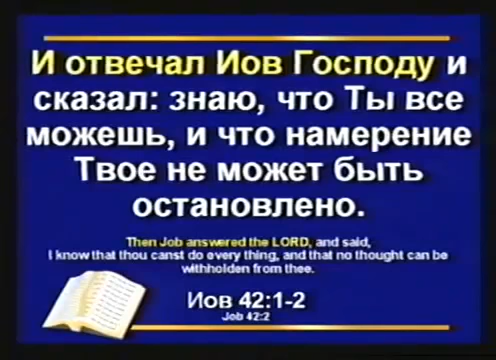 И отвечал Иов Господу и
сказал: знаю, что Ты все
можешь, и что намерение
Твое не может быть
остановлено.
Then Job answered the LORD, and said,
I know that thou canst do every thing, and that no thought can be
withholden from thee.
Иов 42:1-2
Job 42:2